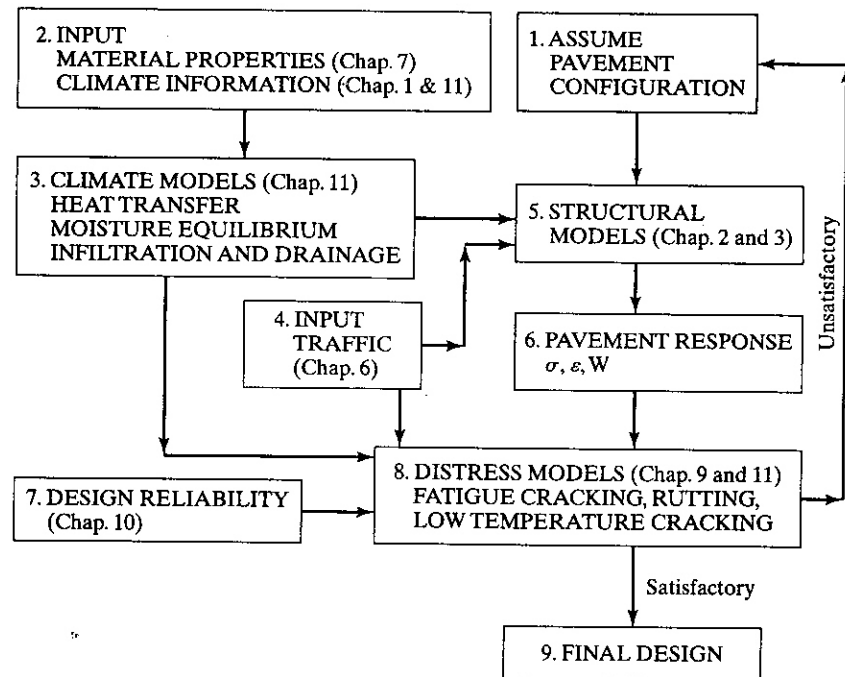 2. INPUT
MATERIAL PROPERTIES (Chap. 7)
CLIMATE INFORMATION (Chap. 1 & 11)
1. ASSUME
PAVEMENT
CONFIGURATION
3. CLIMATE MODELS (Chap. 11)
HEAT TRANSFER
MOISTURE EQUILIBRIUM
INFILTRATION AND DRAINAGE
5. STRUCTURAL
MODELS (Chap. 2 and 3)
4. INPUT
TRAFFIC
(Chap. 6)
6. PAVEMENT RESPONSE
σ, ε, W
Unsatisfactory
7. DESIGN RELIABILITY
(Chap. 10)
8. DISTRESS MODELS (Chap. 9 and 11)
FATIGUE CRACKING, RUTTING,
LOW TEMPERATURE CRACKING
Satisfactory
9. FINAL DESIGN